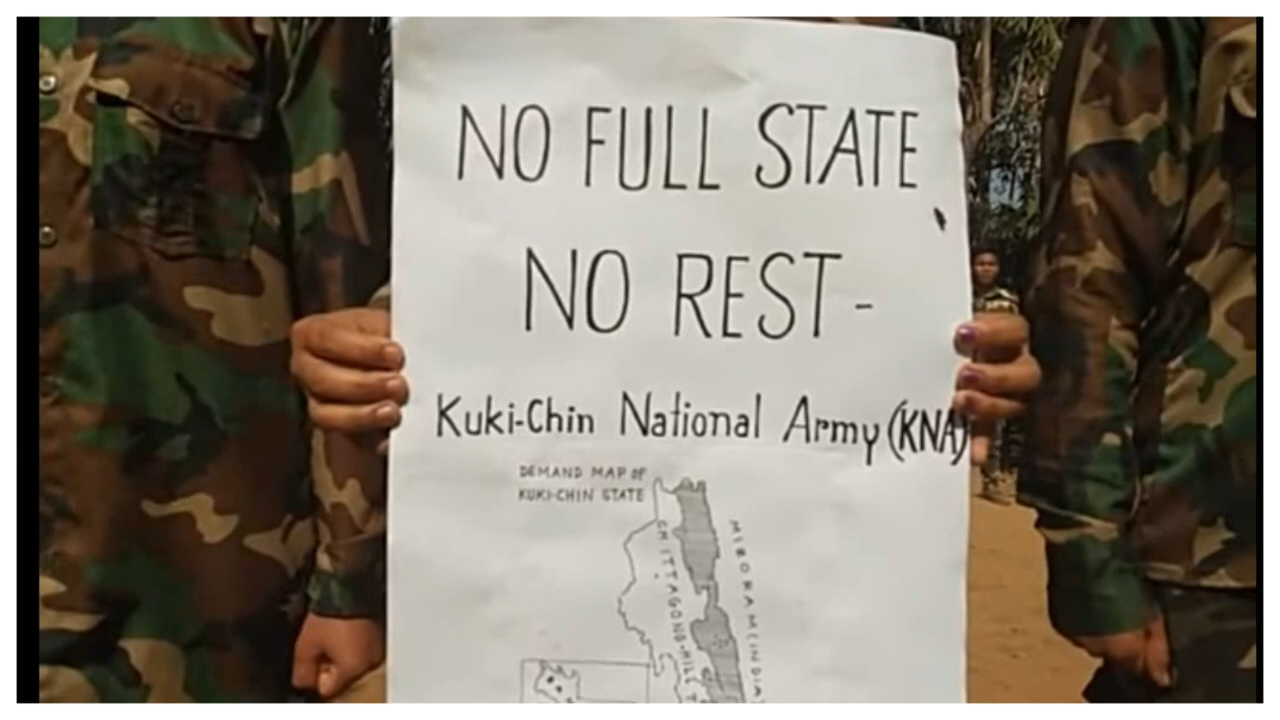 NO FULL STATE
NO REST-
Kuki-Chin National Army (KNA)
DEMAND MAP OF
KUKI-CHIN STATE
CHITTAGONG-HILL T
MIZORAM (INDIA)